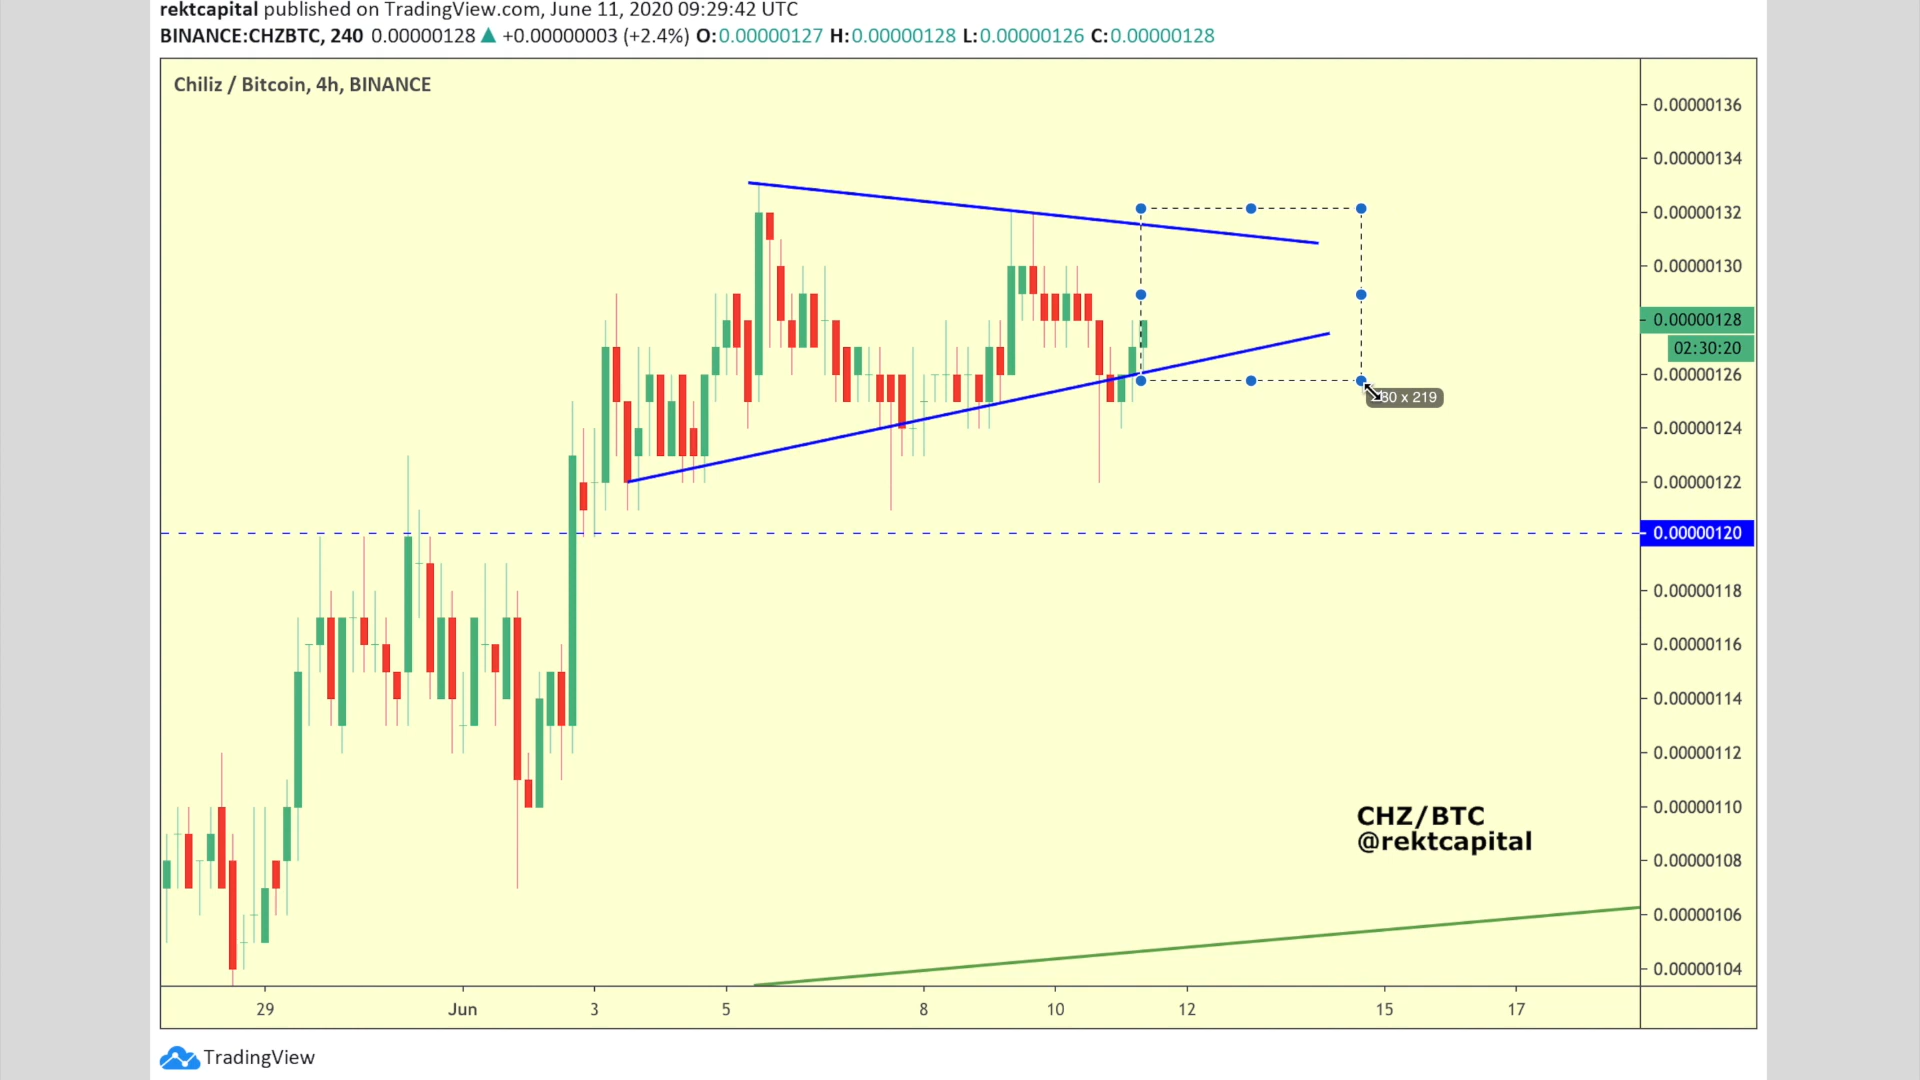 rektcapital published on TradingView.com, June 11, 2020 09:29:42 UTC
BINANCE:CHZBTC, 240 0.00000128 ▲ +0.00000003 (+2.4%) O:0.00000127 H:0.00000128 L:0.00000126 C:0.00000128
Chiliz / Bitcoin, 4h, BINANCE
0.00000136
0.00000134
0.00000132
0.00000130
0.00000128
02:30:20
0.00000126
x 219
0.00000124
0.00000122
0.00000120
0.00000118
0.00000116
0.00000114
0.00000112
0.00000110
CHZ/BTC
@rektcapital
0.00000108
0.00000106
0.00000104
29 Jun 3 5 8 10 12 15 17
TradingView